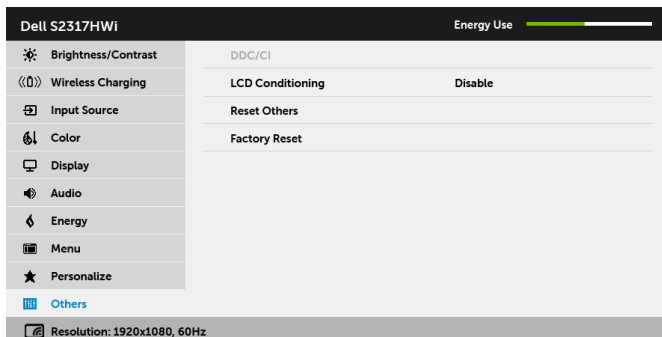 Dell S2317HWi Energy Use
Brightness/Contrast DDC/CI
Wireless Charging LCD Conditioning Disable
Input Source Reset Others
Color Factory Reset
Display
Audio
Energy
Menu
Personalize
Others
Resolution: 1920x1080, 60Hz